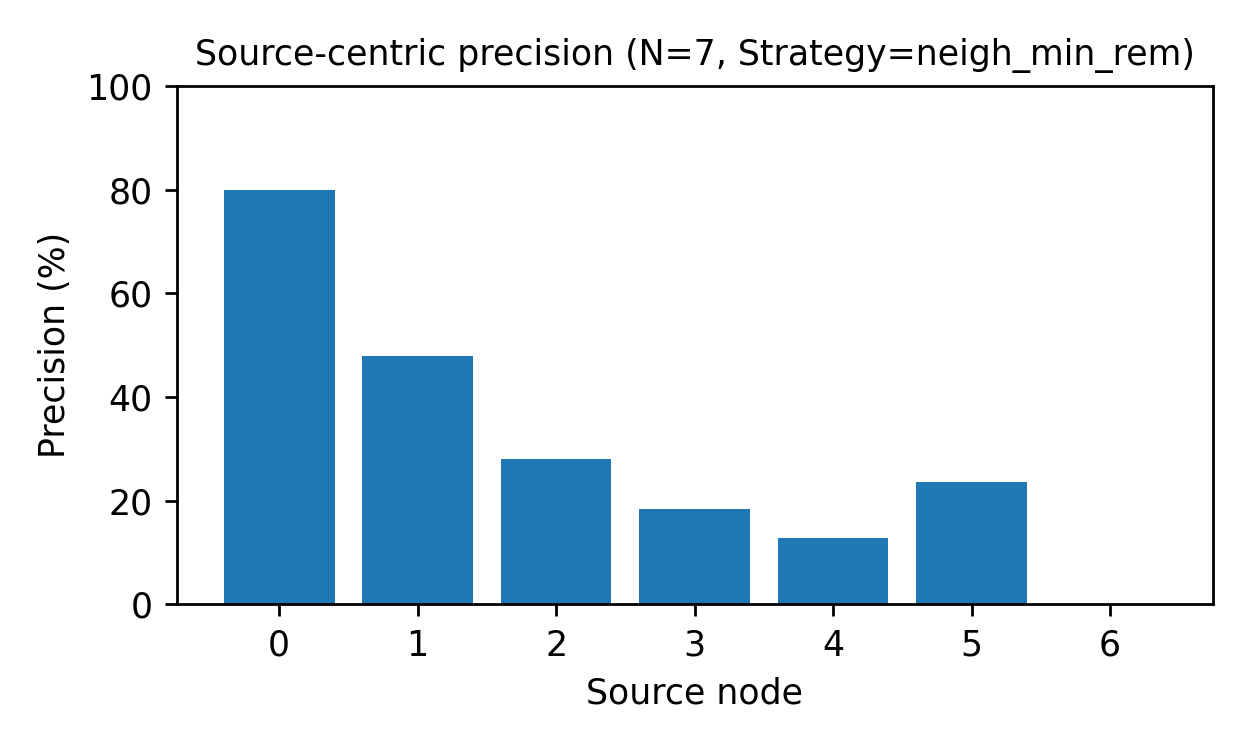 Source-centric precision (N=7, Strategy=neigh_min_rem)
100
80
60
40
20
0
Precision (%)
0 1 2 3 4 5 6
Source node